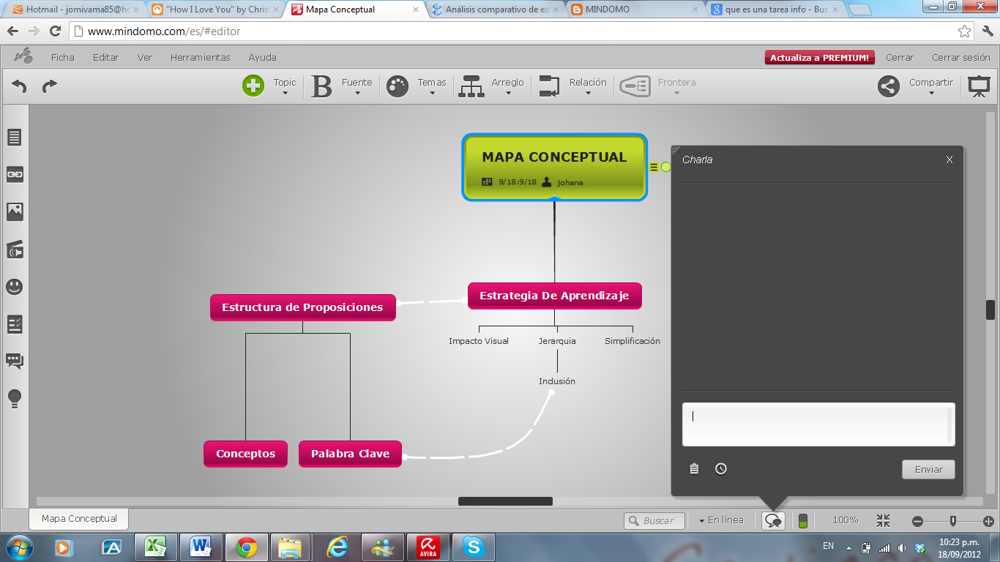 Hotmail - jomivama85@ho
"How I Love You" by Christ
Mapa Conceptual
Análisis comparativo de ed
MINDOMO
que es una tarea info - Bus
www.mindomo.com/es/#editor
Ficha Editar Ver Herramientas Ayuda
Actualiza a PREMIUM! Cerrar Cerrar sesión
Topic
B Fuente
Temas
Arreglo
Relación
Frontera
Compartir
MAPA CONCEPTUAL
9/18:9/18 johana
Charla X
Estrategia De Aprendizaje
Estructura de Proposiciones
Impacto Visual Jerarquia Simplificación
Indusión
Conceptos Palabra Clave
Enviar
Mapa Conceptual
Buscar
En línea
100%
AVIRA
EN
10:23 p.m.
18/09/2012